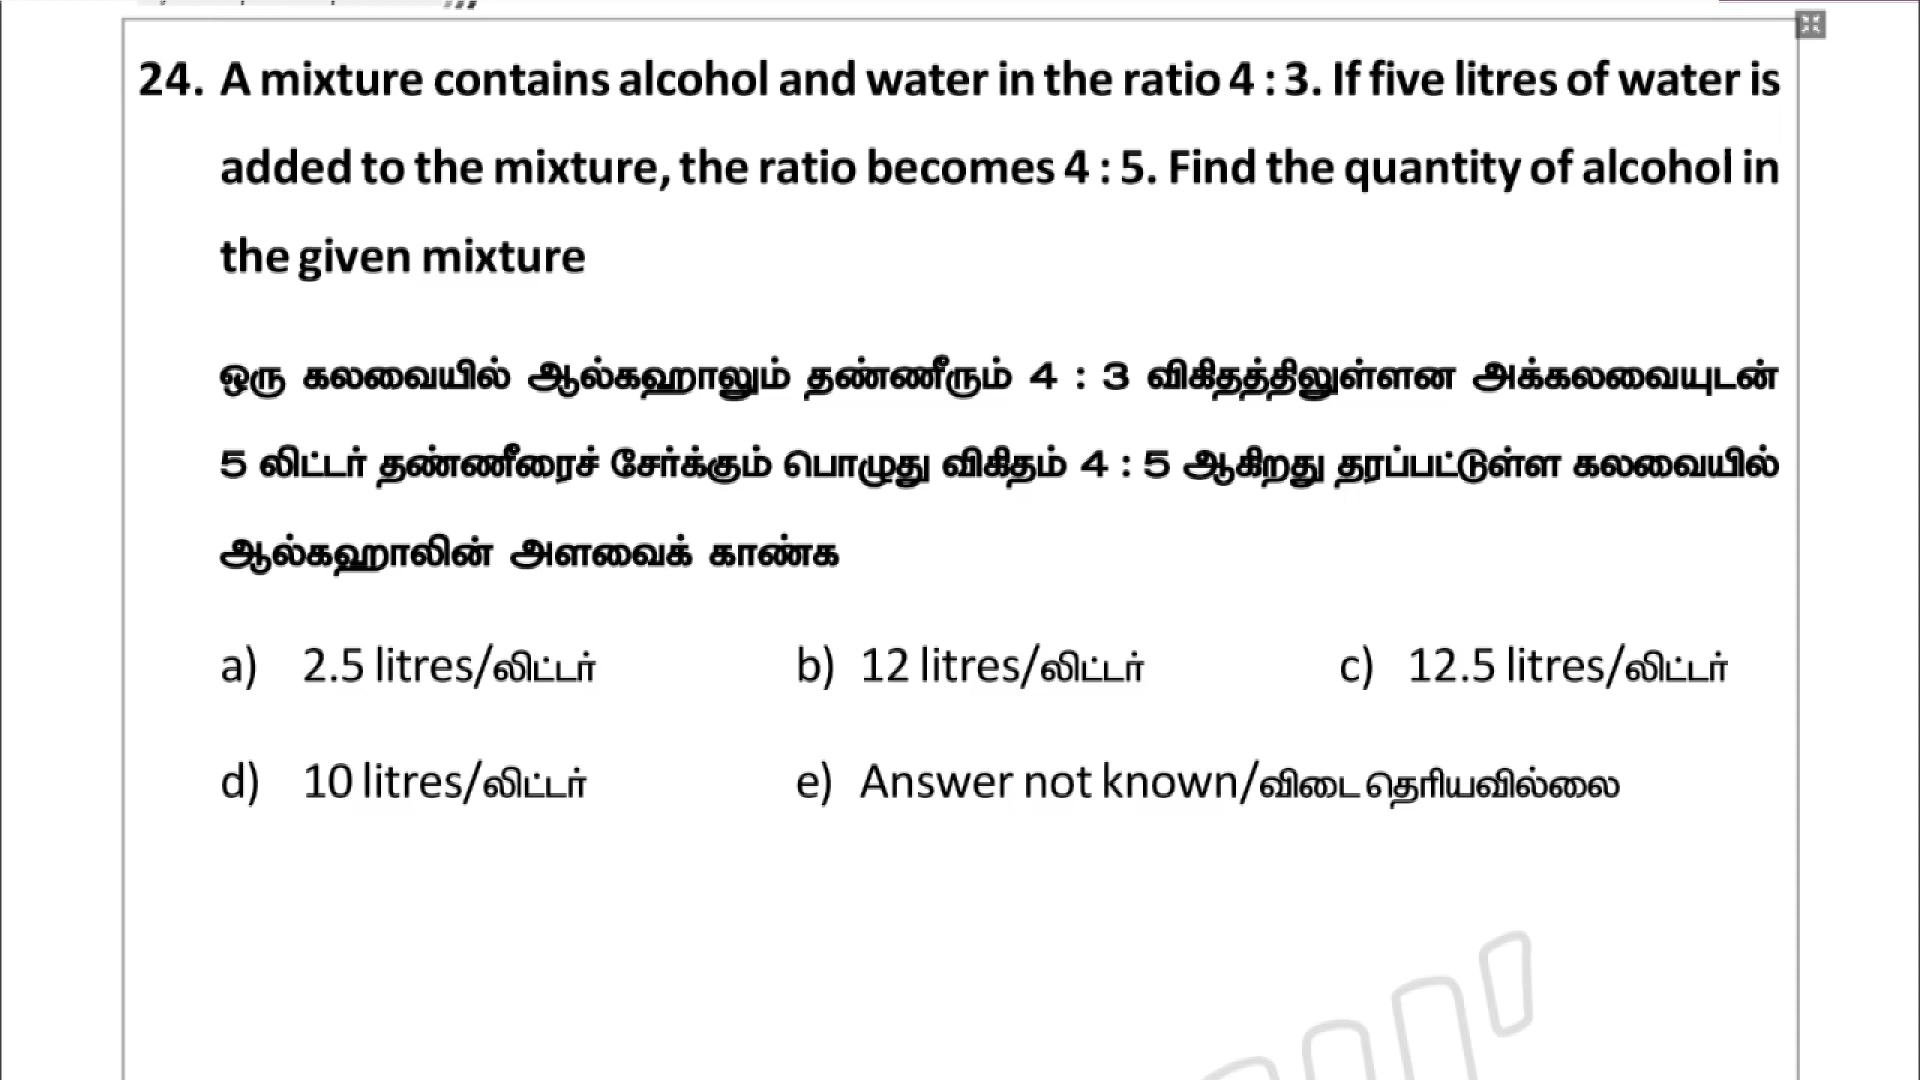 24. A mixture contains alcohol and water in the ratio 4 : 3. If five litres of water is
added to the mixture, the ratio becomes 4 : 5. Find the quantity of alcohol in
the given mixture
ஒரு கலவையில் ஆல்கஹாலும் தண்ணீரும் 4 : 3 விகிதத்திலுள்ளன அக்கலவையுடன்
5 லிட்டர் தண்ணீரைச் சேர்க்கும் பொழுது விகிதம் 4 : 5 ஆகிறது தரப்பட்டுள்ள கலவையில்
ஆல்கஹாலின் அளவைக் காண்க
a) 2.5 litres/லிட்டர் b) 12 litres/லிட்டர் c) 12.5 litres/லிட்டர்
d) 10 litres/லிட்டர் e) Answer not known/விடை தெரியவில்லை